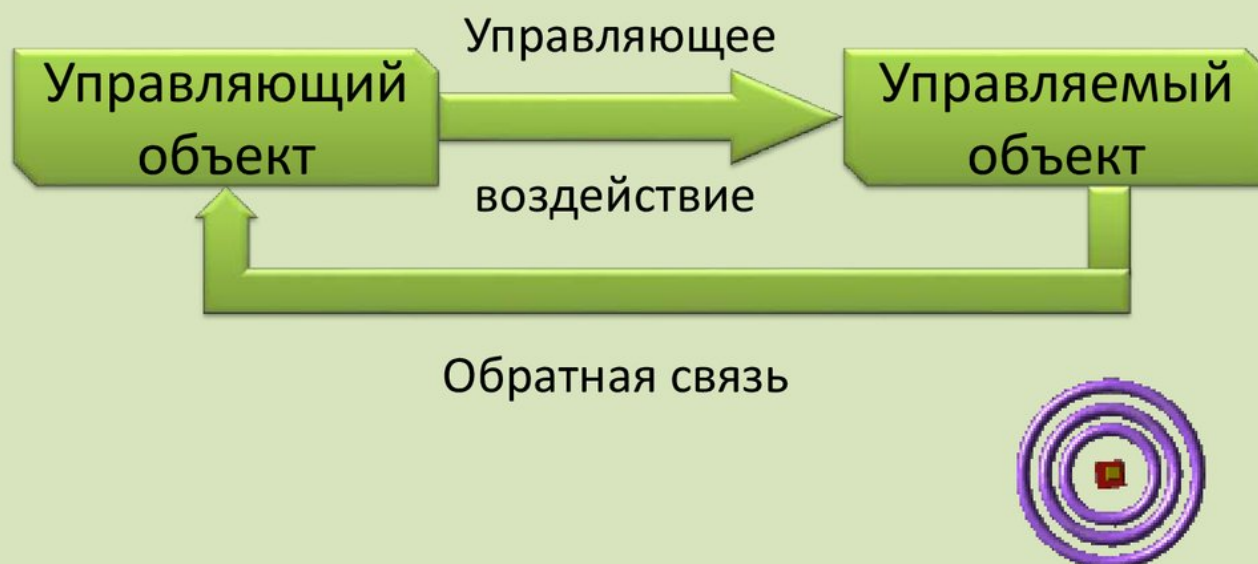 Управляющее
Управляющий
объект
Управляемый
объект
воздействие
Обратная связь